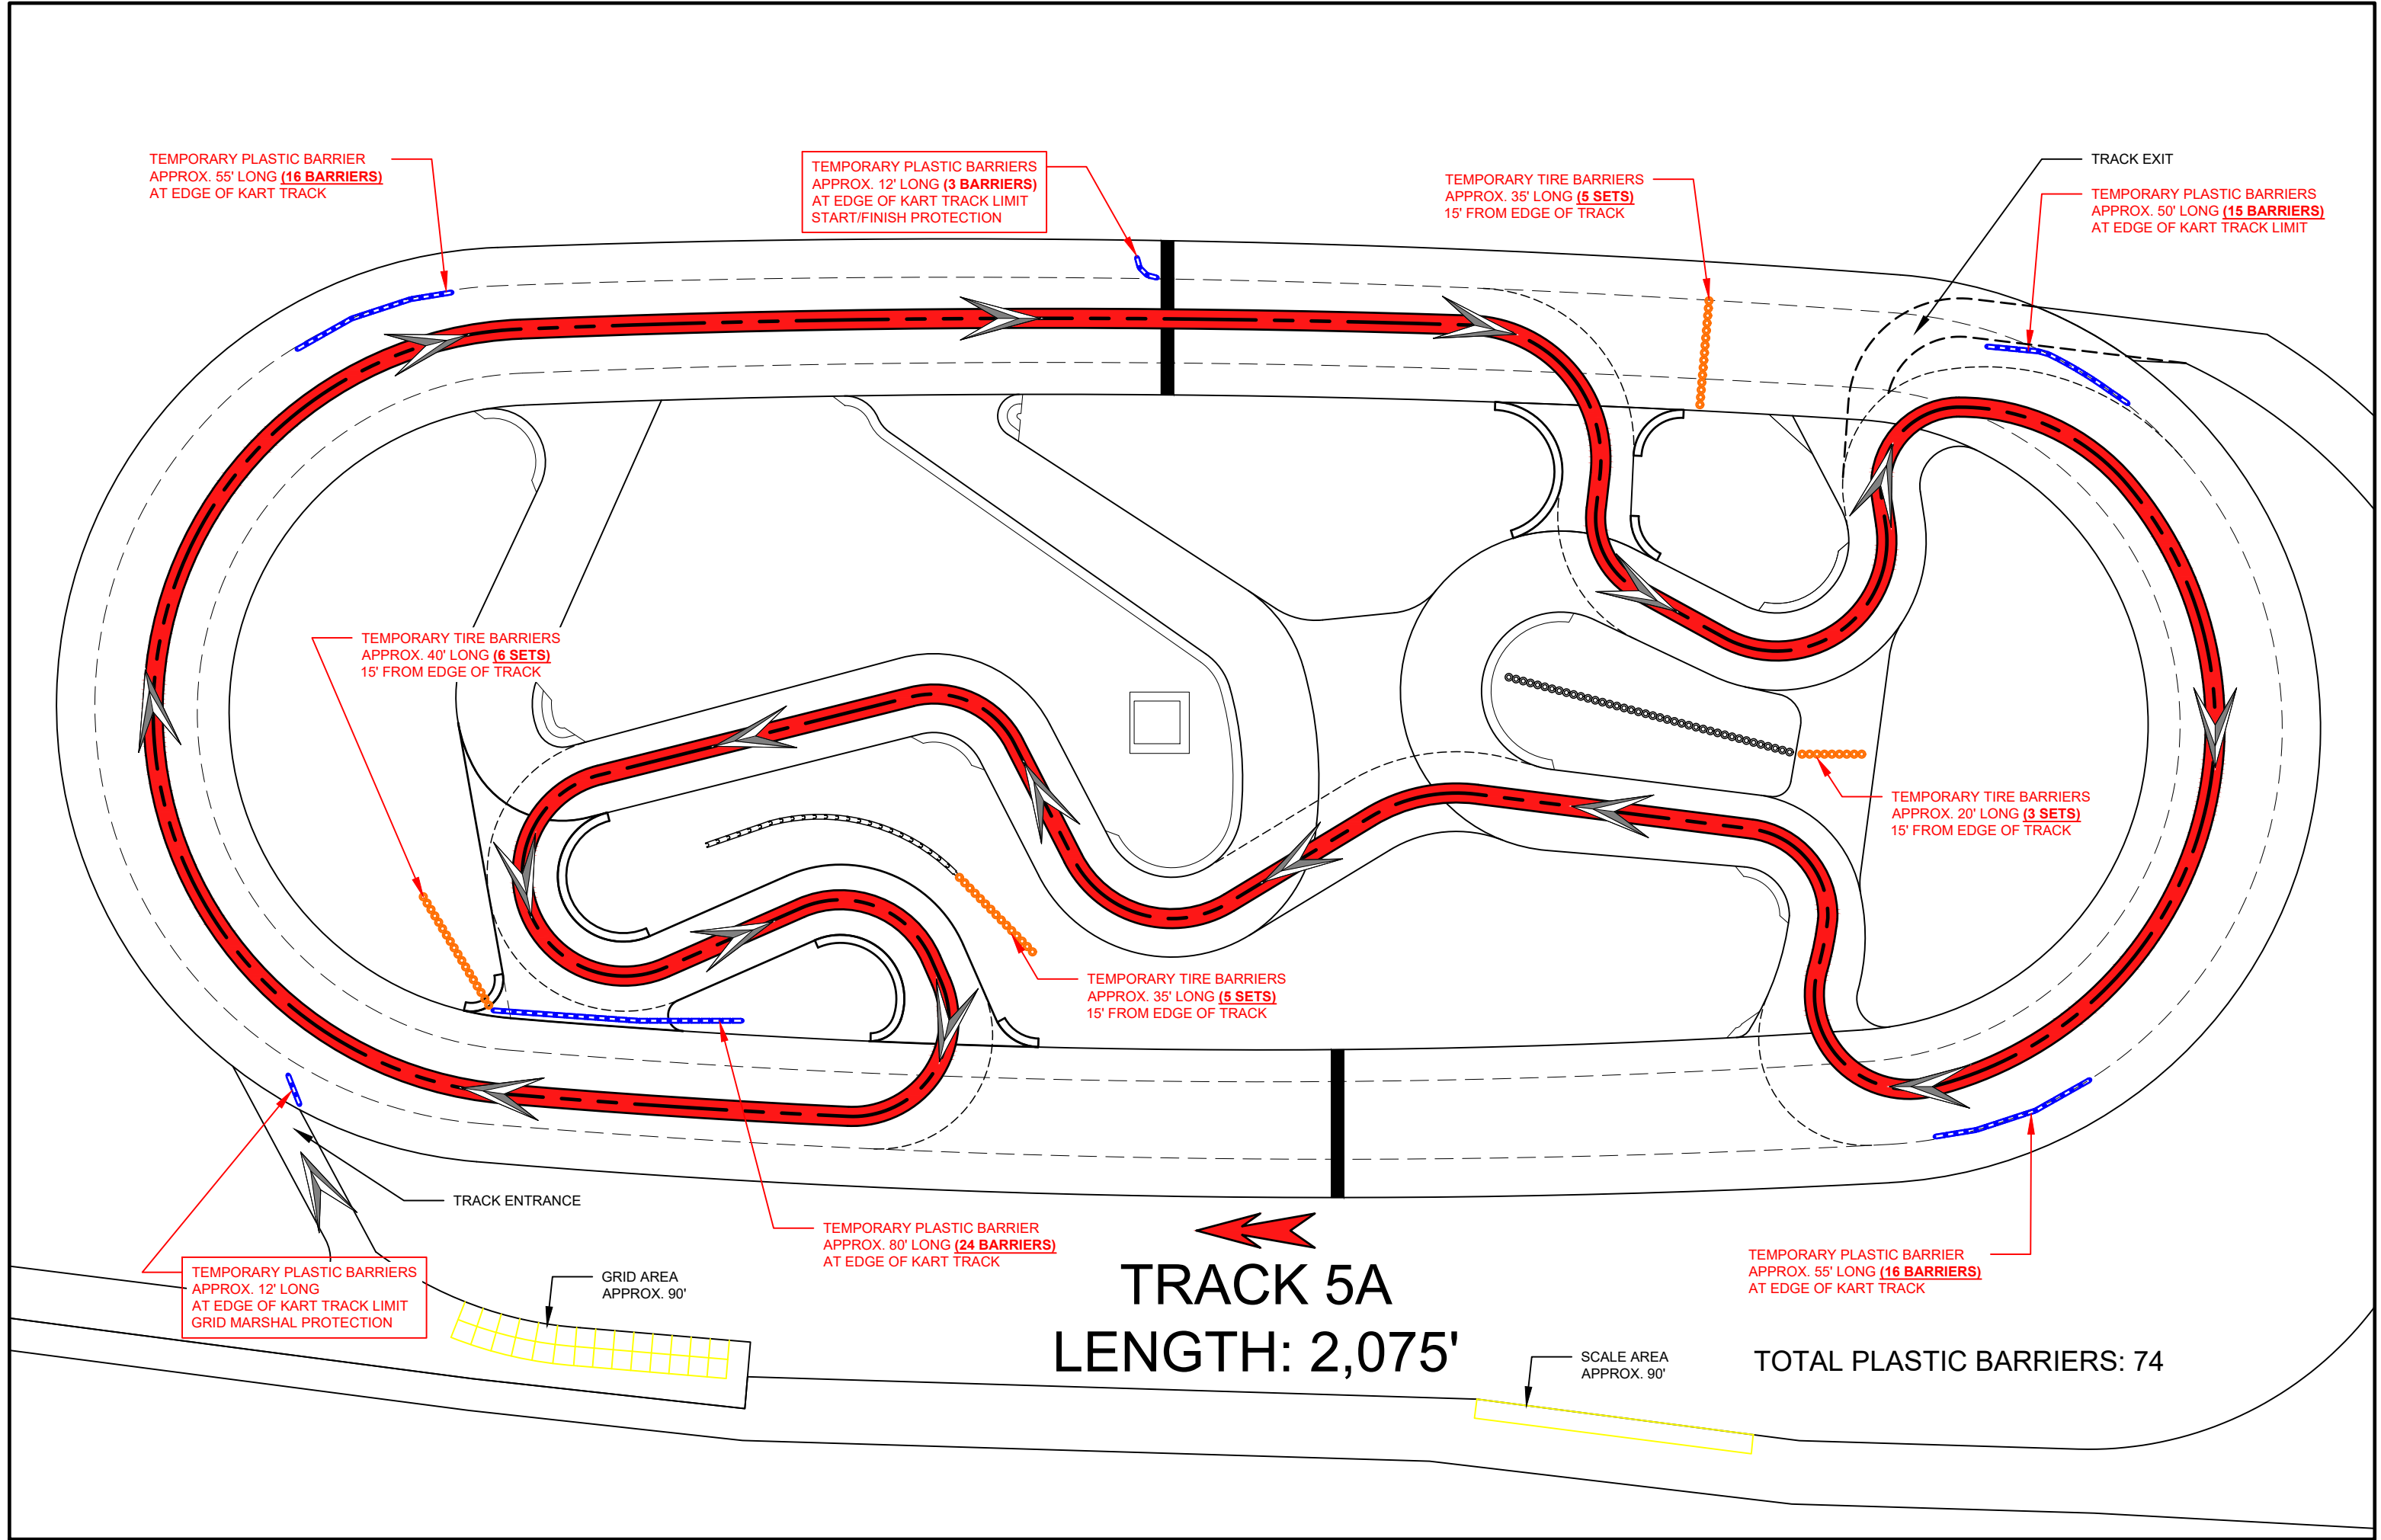 TEMPORARY PLASTIC BARRIER
APPROX. 55' LONG (16 BARRIERS)
AT EDGE OF KART TRACK
TEMPORARY PLASTIC BARRIERS
APPROX. 12' LONG (3 BARRIERS)
AT EDGE OF KART TRACK LIMIT
START/FINISH PROTECTION
TEMPORARY TIRE BARRIERS
APPROX. 35' LONG (5 SETS)
15' FROM EDGE OF TRACK
TRACK EXIT
TEMPORARY PLASTIC BARRIERS
APPROX. 50' LONG (15 BARRIERS)
AT EDGE OF KART TRACK LIMIT
TEMPORARY TIRE BARRIERS
APPROX. 40' LONG (6 SETS)
15' FROM EDGE OF TRACK
TEMPORARY TIRE BARRIERS
APPROX. 20' LONG (3 SETS)
15' FROM EDGE OF TRACK
TEMPORARY TIRE BARRIERS
APPROX. 35' LONG (5 SETS)
15' FROM EDGE OF TRACK
TRACK ENTRANCE
TEMPORARY PLASTIC BARRIER
APPROX. 80' LONG (24 BARRIERS)
AT EDGE OF KART TRACK
TEMPORARY PLASTIC BARRIERS
APPROX. 12' LONG
AT EDGE OF KART TRACK LIMIT
GRID MARSHAL PROTECTION
GRID AREA
APPROX. 90'
TRACK 5A
LENGTH: 2,075'
TEMPORARY PLASTIC BARRIER
APPROX. 55' LONG (16 BARRIERS)
AT EDGE OF KART TRACK
SCALE AREA
APPROX. 90'
TOTAL PLASTIC BARRIERS: 74